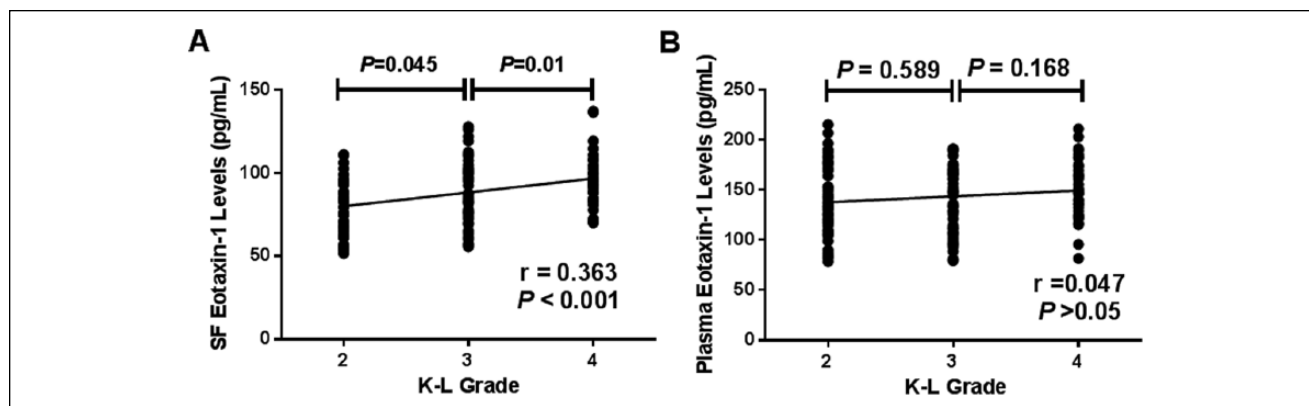 A
P=0.045 P=0.01
SF Eotaxin-1 Levels (pg/mL)
150
100
50
0
r = 0.363
P < 0.001
2 3 4
K-L Grade
B
P = 0.589 P = 0.168
Plasma Eotaxin-1 Levels (pg/mL)
250
200
150
100
50
0
r =0.047
P >0.05
2 3 4
K-L Grade